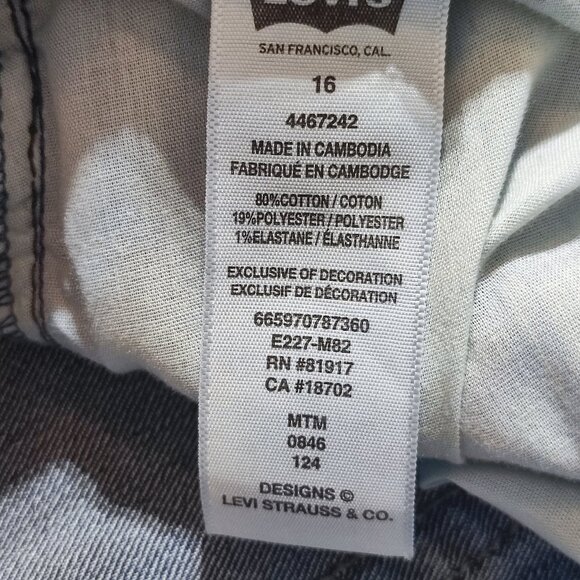 LEVI'S
SAN FRANCISCO, CAL.
16
4467242
MADE IN CAMBODIA
FABRIQUÉ EN CAMBODGE
80%COTTON / COTON
19%POLYESTER / POLYESTER
1%ELASTANE / ÉLASTHANNE
EXCLUSIVE OF DECORATION
EXCLUSIF DE DÉCORATION
665970787360
E227-M82
RN #81917
CA #18702
MTM
0846
124
DESIGNS ©
LEVI STRAUSS & CO.